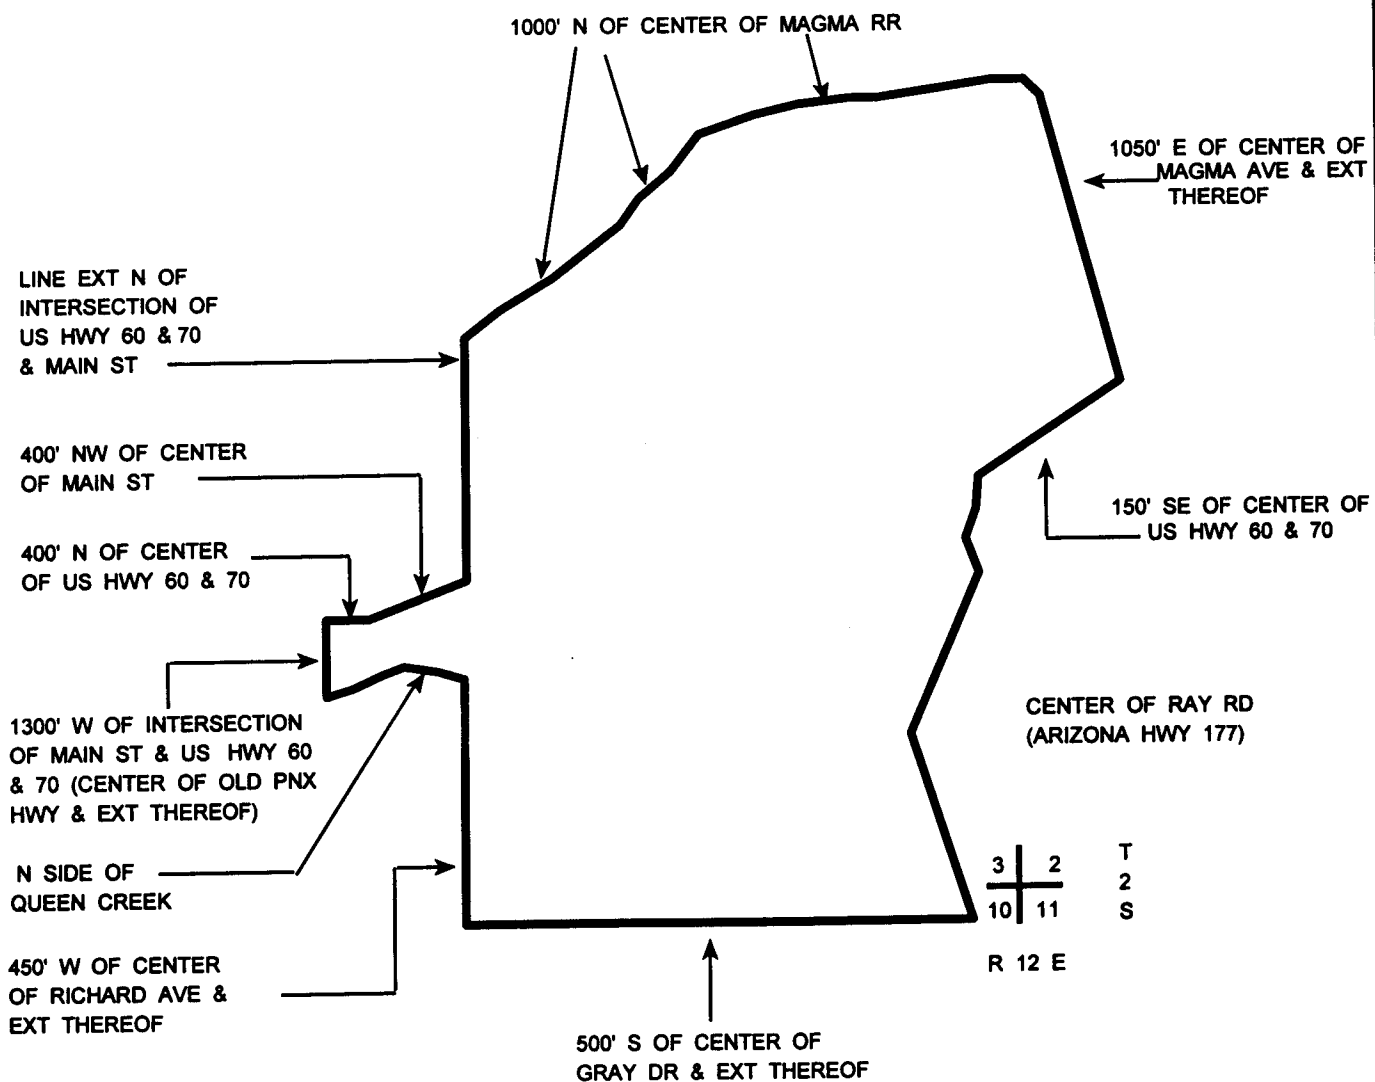 1000' N OF CENTER OF MAGMA RR
1050' E OF CENTER OF
MAGMA AVE & EXT
THEREOF
LINE EXT N OF
INTERSECTION OF
US HWY 60 & 70
& MAIN ST
400' NW OF CENTER
OF MAIN ST
150' SE OF CENTER OF
US HWY 60 & 70
400' N OF CENTER
OF US HWY 60 & 70
1300' W OF INTERSECTION
OF MAIN ST & US HWY 60
& 70 (CENTER OF OLD PNX
HWY & EXT THEREOF)
CENTER OF RAY RD
(ARIZONA HWY 177)
N SIDE OF
QUEEN CREEK
3 2
10 11
T
2
S
R 12 E
450' W OF CENTER
OF RICHARD AVE &
EXT THEREOF
500' S OF CENTER OF
GRAY DR & EXT THEREOF